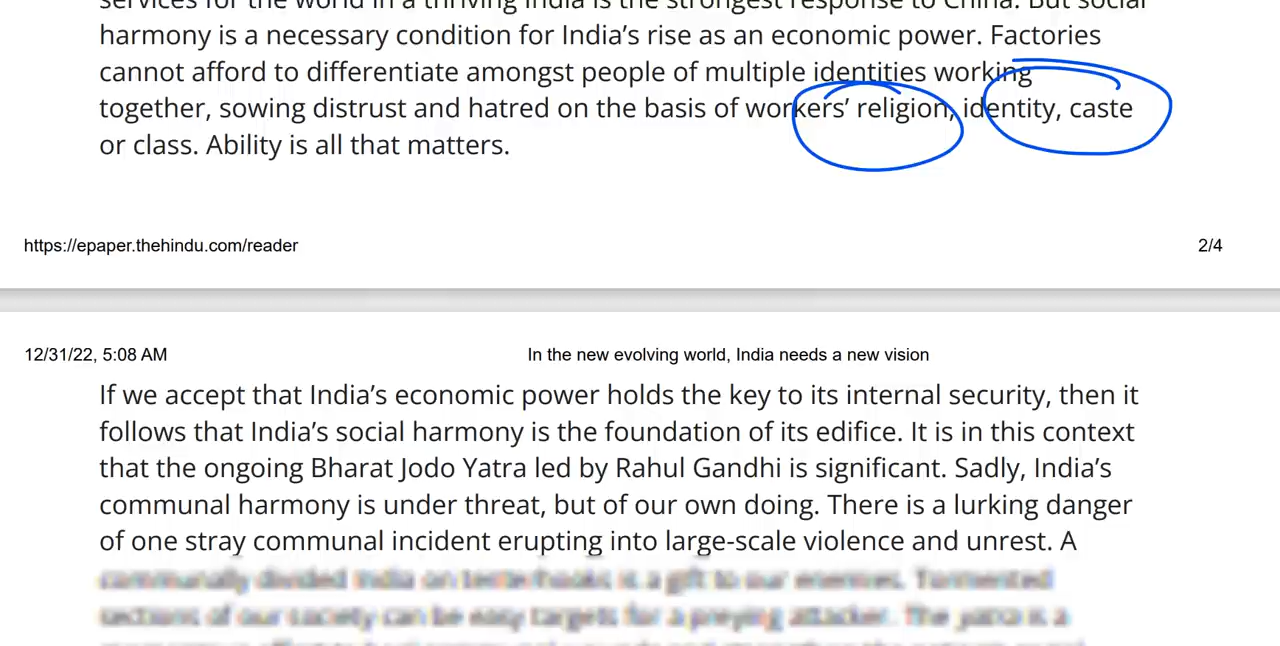 harmony is a necessary condition for India’s rise as an economic power. Factories
cannot afford to differentiate amongst people of multiple identities working
together, sowing distrust and hatred on the basis of workers’ religion, identity, caste
or class. Ability is all that matters.
https://epaper.thehindu.com/reader 2/4
12/31/22, 5:08 AM In the new evolving world, India needs a new vision
If we accept that India’s economic power holds the key to its internal security, then it
follows that India’s social harmony is the foundation of its edifice. It is in this context
that the ongoing Bharat Jodo Yatra led by Rahul Gandhi is significant. Sadly, India’s
communal harmony is under threat, but of our own doing. There is a lurking danger
of one stray communal incident erupting into large-scale violence and unrest. A